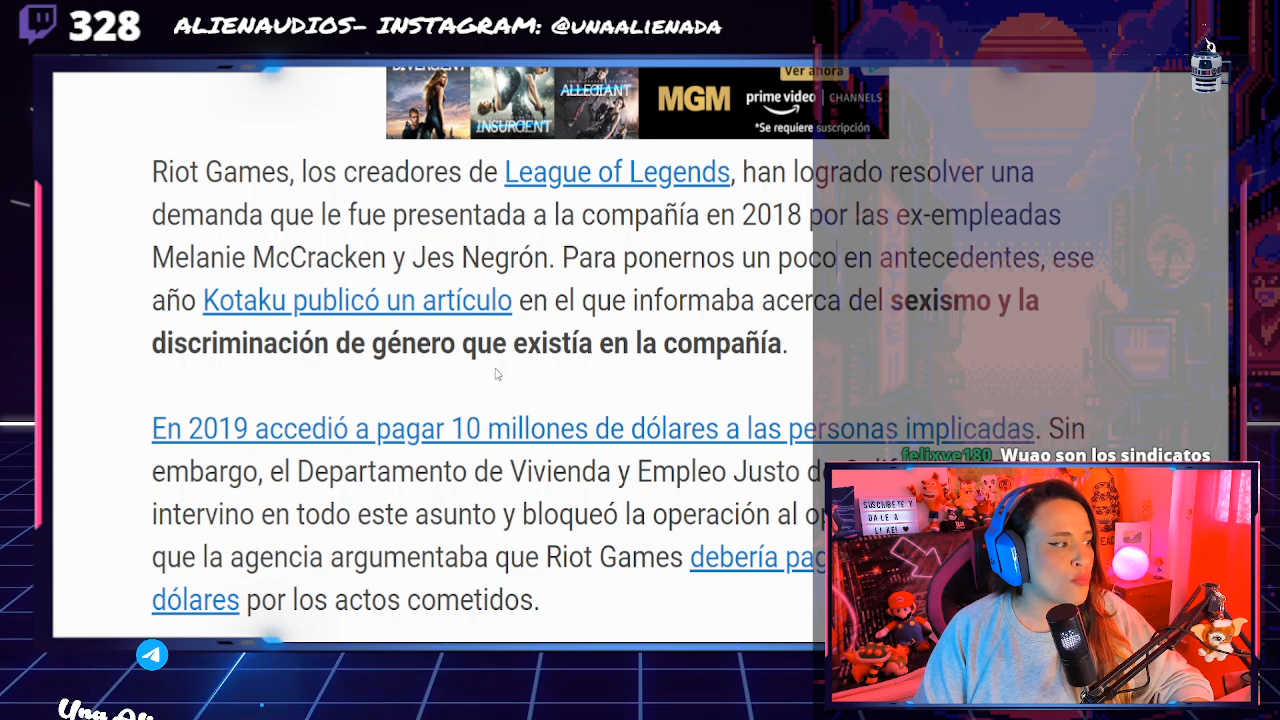 328
ALIENAUDIOS- INSTAGRAM: @UNAALIENADA
DIVERGENT
INSURGENT
ALLEGIANT
MGM
Ver ahora
prime video | CHANNELS
*Se requiere suscripción
Riot Games, los creadores de League of Legends, han logrado resolver una
demanda que le fue presentada a la compañía en 2018 por las ex-empleadas
Melanie McCracken y Jes Negrón. Para ponernos un poco en antecedentes, ese
año Kotaku publicó un artículo en el que informaba acerca del sexismo y la
discriminación de género que existía en la compañía.
En 2019 accedió a pagar 10 millones de dólares a las personas implicadas. Sin
embargo, el Departamento de Vivienda y Empleo Justo
intervino en todo este asunto y bloqueó la operación al
que la agencia argumentaba que Riot Games debería
dólares por los actos cometidos.
felixve180 Wuao son los sindicatos
SUSCRIBETE Y
DALE A
LIKE! ♥
Una